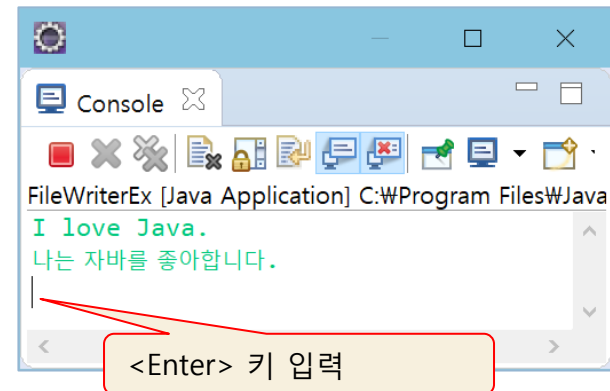 Console
FileWriterEx [Java Application] C:₩Program Files₩Java
I love Java.
나는 자바를 좋아합니다.
<Enter> 키 입력